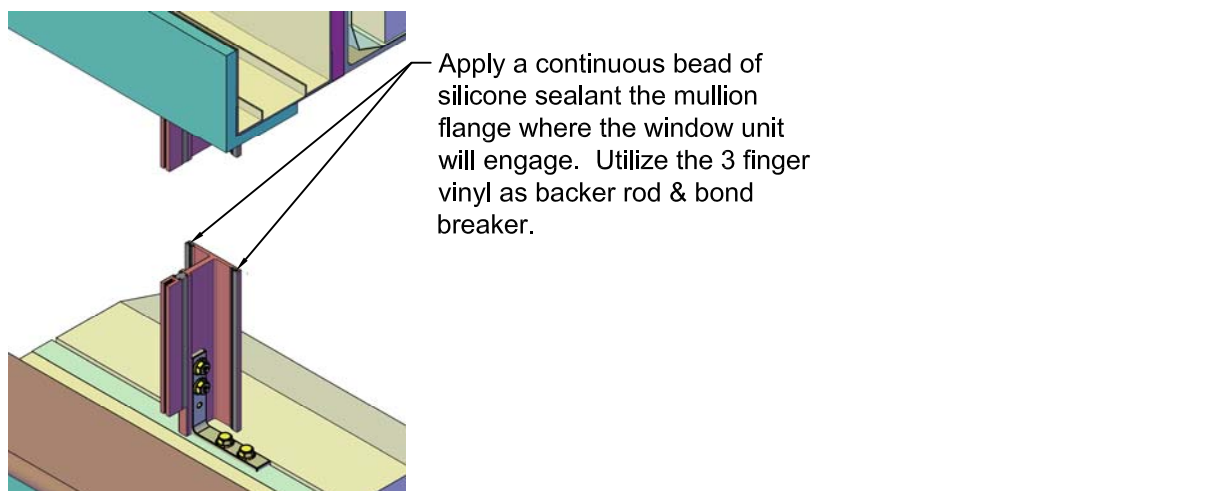 Apply a continuous bead of
silicone sealant the mullion
flange where the window unit
will engage.  Utilize the 3 finger
vinyl as backer rod & bond
breaker.